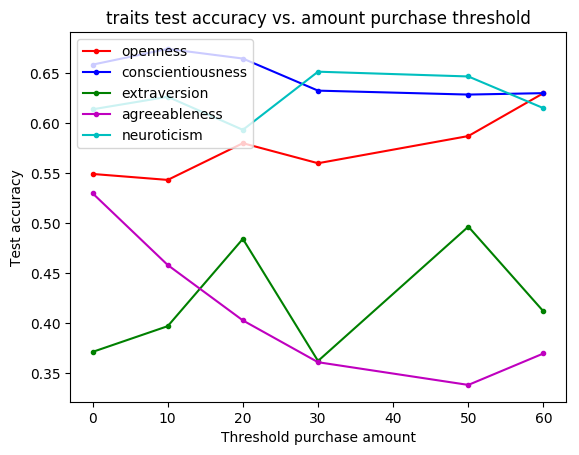 traits test accuracy vs. amount purchase threshold
openness
conscientiousness
extraversion
agreeableness
neuroticism
Test accuracy
0.65
0.60
0.55
0.50
0.45
0.40
0.35
0 10 20 30 40 50 60
Threshold purchase amount